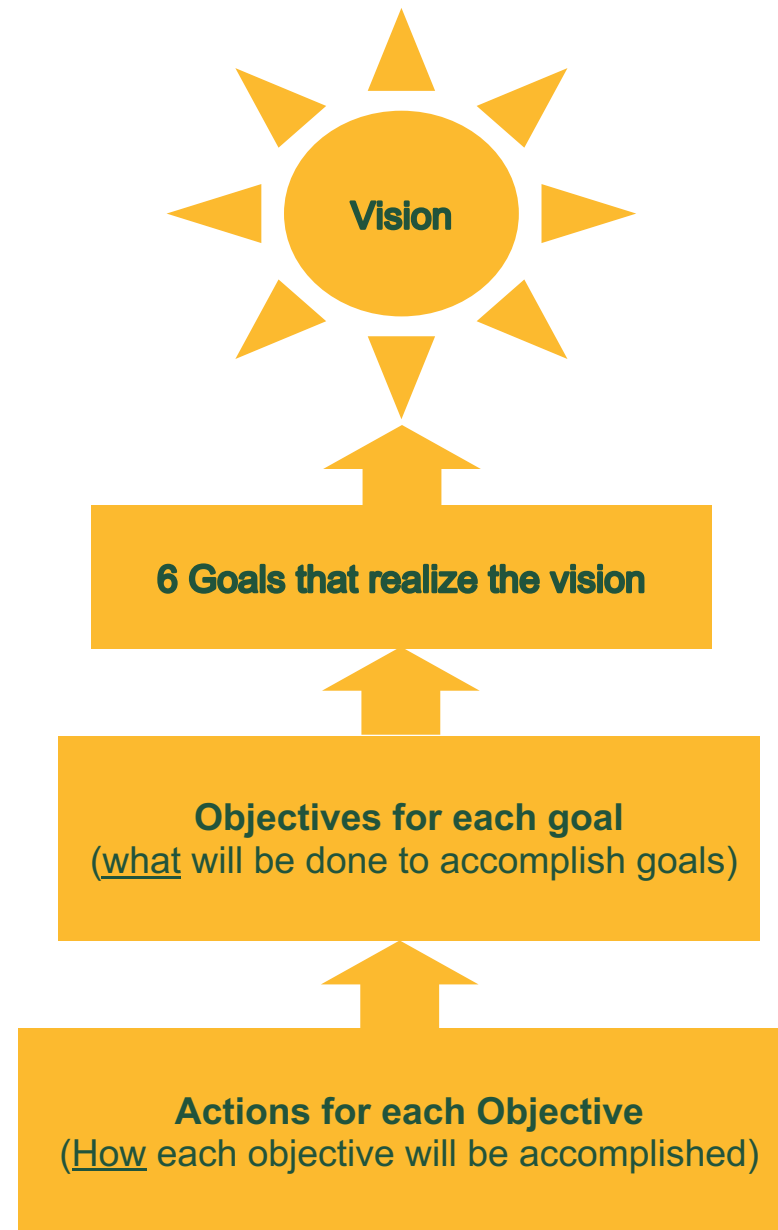 Vision
6 Goals that realize the vision
Objectives for each goal
(what will be done to accomplish goals)
Actions for each Objective
(How each objective will be accomplished)